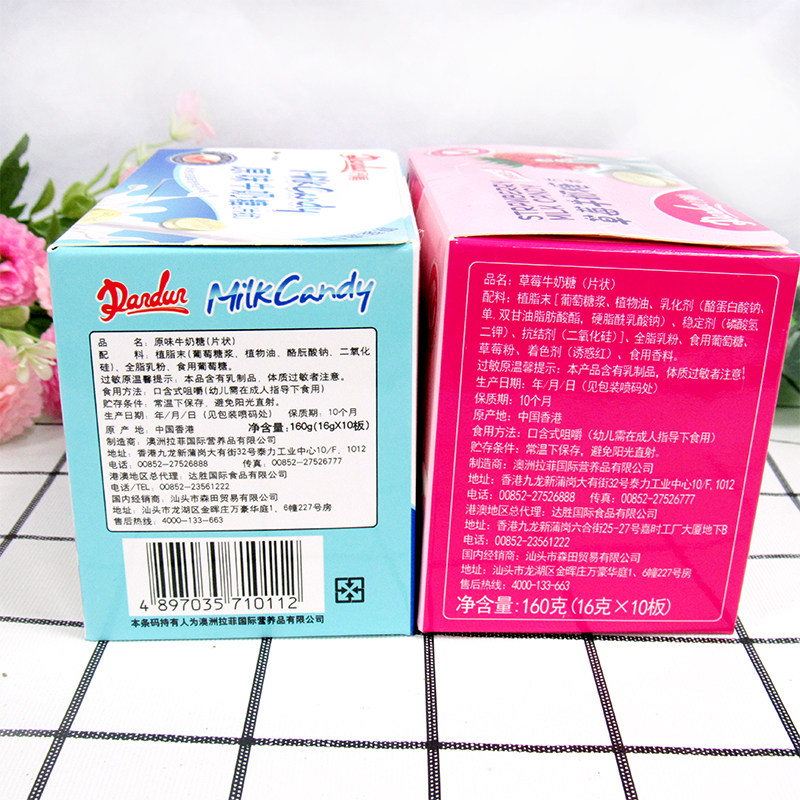 Dandur MilkCandy
品 名：原味牛奶糖(片状)
配 料：植脂末(葡萄糖浆、植物油、酪朊酸钠、二氧化
硅)、全脂乳粉、食用葡萄糖。
过敏原温馨提示：本品含有乳制品，体质过敏者注意。
食用方法：口含式咀嚼(幼儿需在成人指导下食用)
贮存条件：常温下保存，避免阳光直射。
生产日期：年/月/日（见包装喷码处） 保质期：10个月
原 产 地：中国香港 净含量：160g(16gX10板)
制造商：澳洲拉菲国际营养品有限公司
地址：香港九龙新蒲岗大有街32号泰力工业中心10/F，1012
电话：00852-27526888 传真：00852-27526777
港澳地区总代理：达胜国际食品有限公司
电话/TEL．00852-23561222
国内经销商：汕头市森田贸易有限公司
地址：汕头市龙湖区金晖庄万豪华庭1，6幢227号房
售后热线：4000-133-663
4 897035 710112
本条码持有人为澳洲拉菲国际营养品有限公司
MilkCandy
原味牛奶糖
STRAWBERRY
MILK CANDY
品名：草莓牛奶糖（片状）
配料：植脂末[葡萄糖浆、植物油、乳化剂（酪蛋白酸钠、
单，双甘油脂肪酸酯，硬脂酰乳酸钠）、稳定剂（磷酸氢
二钾）、抗结剂（二氧化硅）]、全脂乳粉、食用葡萄糖、
草莓粉、着色剂（诱惑红）、食用香料。
过敏原温馨提示：本产品含有乳制品。体质过敏者注意！
生产日期：年/月/日（见包装喷码处）
保质期：10个月
原产地：中国香港
食用方法：口含式咀嚼（幼儿需在成人指导下食用）
贮存条件：常温下保存，避免阳光直射。
制造商：澳洲拉菲国际营养品有限公司
地址：香港九龙新蒲岗大有街32号泰力工业中心10/F，1012
电话：00852-27526888 传真：00852-27526777
港澳地区总代理：达胜国际食品有限公司
地址：香港九龙新蒲岗六合街25-27号嘉时工厂大厦地下B
电话：00852-23561222
国内经销商：汕头市森田贸易有限公司
地址：汕头市龙湖区金晖庄万豪华庭1，6幢227号房
售后热线：4000-133-663
净含量：160克（16克×10板）